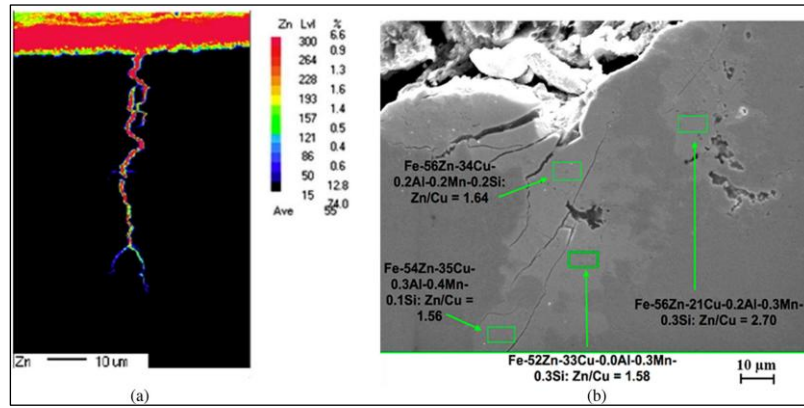 Zn Lvl %
300 6.6
264 0.9
228 1.3
193 1.4
157 0.5
121 0.4
86 0.6
50 0.6
15 12.8
74.0
Ave 55
Zn 10 um
(a)
Fe-56Zn-34Cu-
0.2Al-0.2Mn-0.2Si:
Zn/Cu = 1.64
Fe-54Zn-35Cu-
0.3Al-0.4Mn-
0.1Si: Zn/Cu =
1.56
Fe-56Zn-21Cu-0.2Al-0.3Mn-
0.3Si: Zn/Cu = 2.70
Fe-52Zn-33Cu-0.0Al-0.3Mn-
0.3Si: Zn/Cu = 1.58
10 µm
(b)